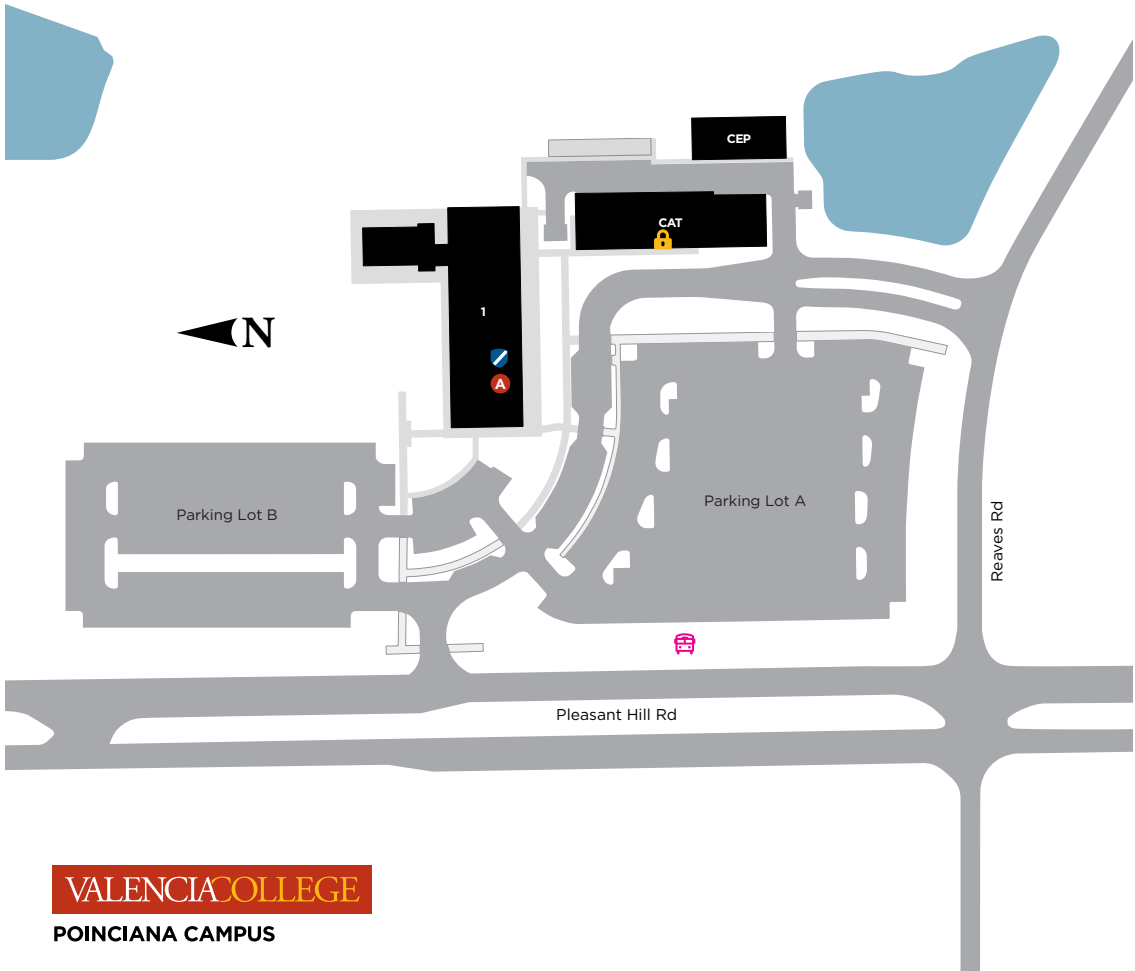 CEP
CAT
1
N
A
Parking Lot B
Parking Lot A
Reaves Rd
Pleasant Hill Rd
VALENCIACOLLEGE
POINCIANA CAMPUS